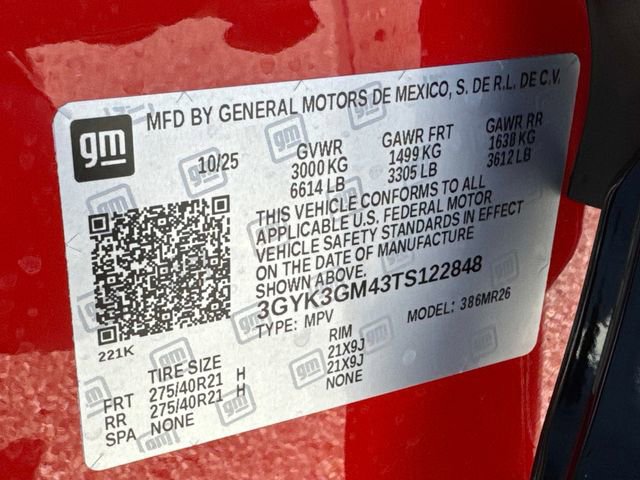 MFD BY GENERAL MOTORS DE MEXICO, S. DE R.L. DE C.V.
gm
10/25
GVWR
3000 KG
6614 LB
GAWR FRT
1499 KG
3305 LB
GAWR RR
1638 KG
3612 LB
THIS VEHICLE CONFORMS TO ALL
APPLICABLE U.S. FEDERAL MOTOR
VEHICLE SAFETY STANDARDS IN EFFECT
ON THE DATE OF MANUFACTURE
SHOWN ABOVE.
3GYK3GM43TS122848
TYPE: MPV
MODEL: 386MR26
221K
TIRE SIZE
RIM
FRT 275/40R21 H 21X9J
RR 275/40R21 H 21X9J
SPA NONE NONE